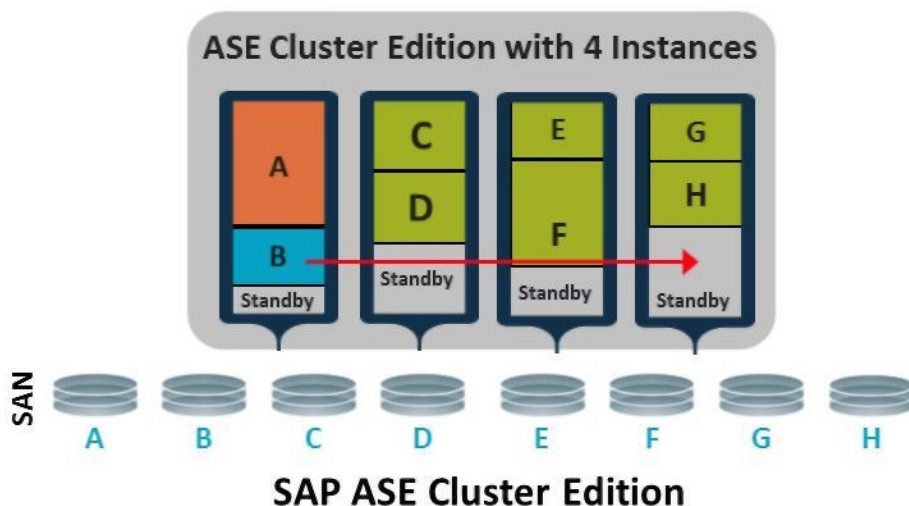 ASE Cluster Edition with 4 Instances
A
B
Standby
C
D
Standby
E
F
Standby
G
H
Standby
SAN
A B C D E F G H
SAP ASE Cluster Edition